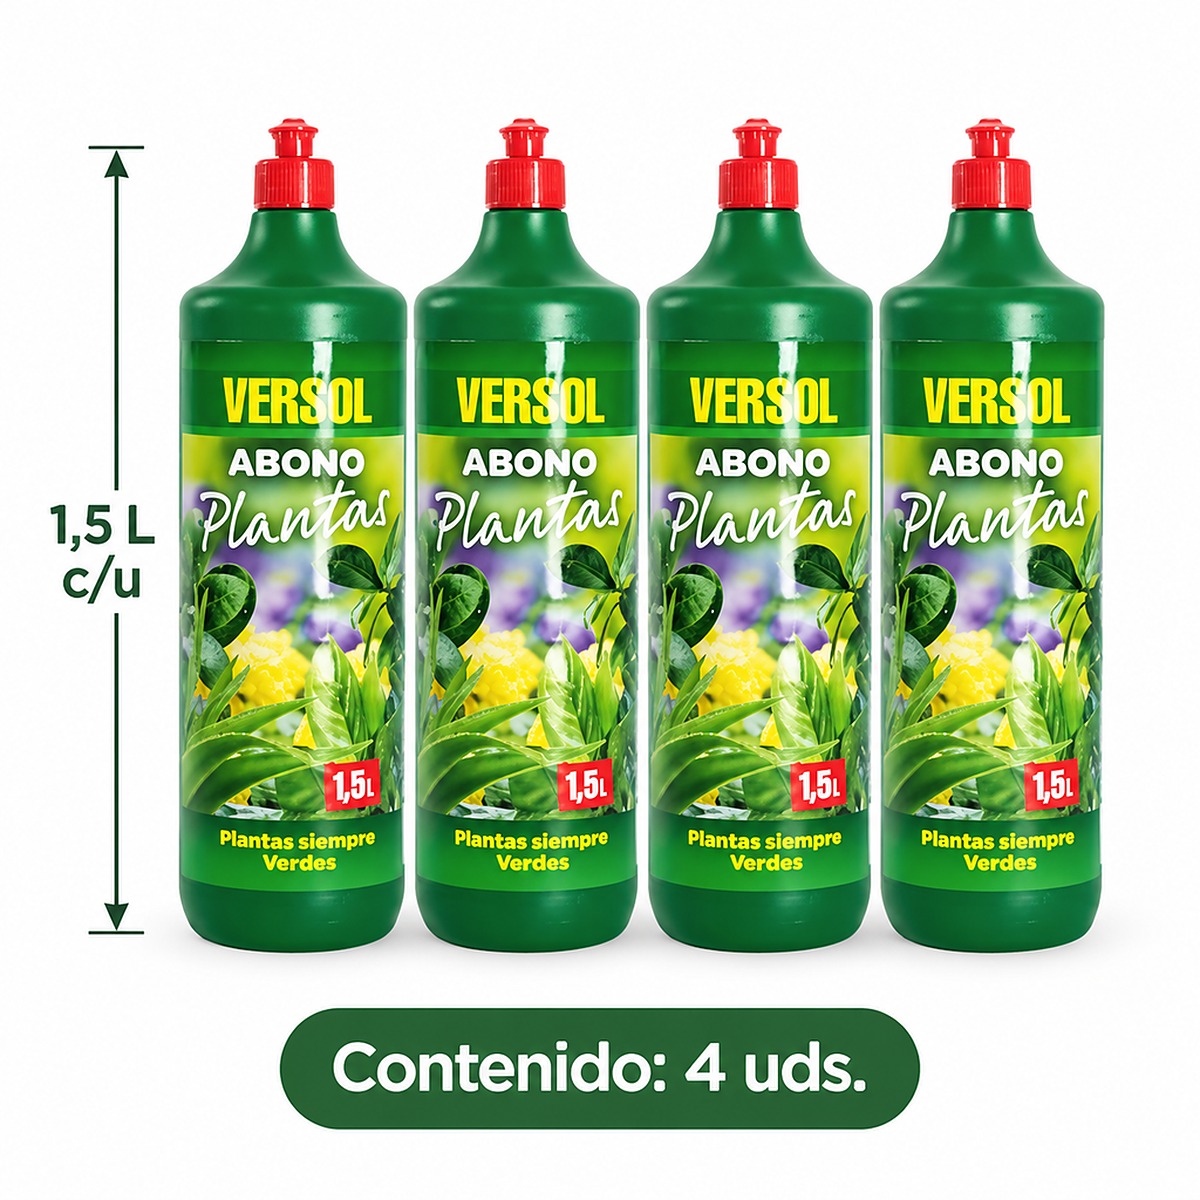 1,5 L
c/u
VERSOL
ABONO
Plantas
1,5L
Plantas siempre
Verdes
VERSOL
ABONO
Plantas
1,5L
Plantas siempre
Verdes
VERSOL
ABONO
Plantas
1,5L
Plantas siempre
Verdes
VERSOL
ABONO
Plantas
1,5L
Plantas siempre
Verdes
Contenido: 4 uds.